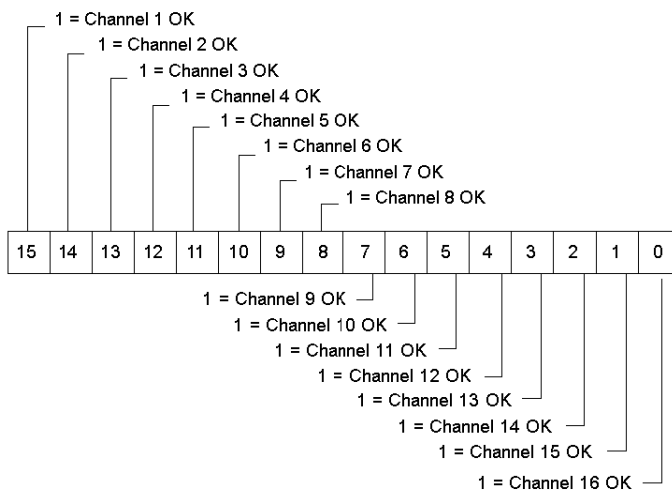 1 = Channel 1 OK
1 = Channel 2 OK
1 = Channel 3 OK
1 = Channel 4 OK
1 = Channel 5 OK
1 = Channel 6 OK
1 = Channel 7 OK
1 = Channel 8 OK
15 14 13 12 11 10 9 8 7 6 5 4 3 2 1 0
1 = Channel 9 OK
1 = Channel 10 OK
1 = Channel 11 OK
1 = Channel 12 OK
1 = Channel 13 OK
1 = Channel 14 OK
1 = Channel 15 OK
1 = Channel 16 OK